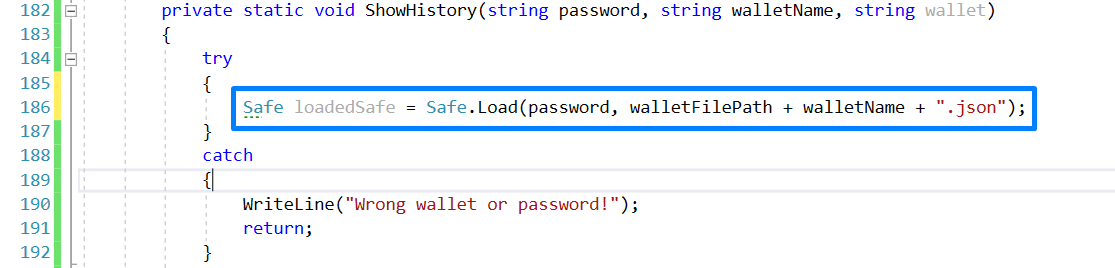 182 private static void ShowHistory(string password, string walletName, string wallet)
183 {
184 try
185 {
186 Safe loadedSafe = Safe.Load(password, walletFilePath + walletName + ".json");
187 }
188 catch
189 {
190 WriteLine("Wrong wallet or password!");
191 return;
192 }